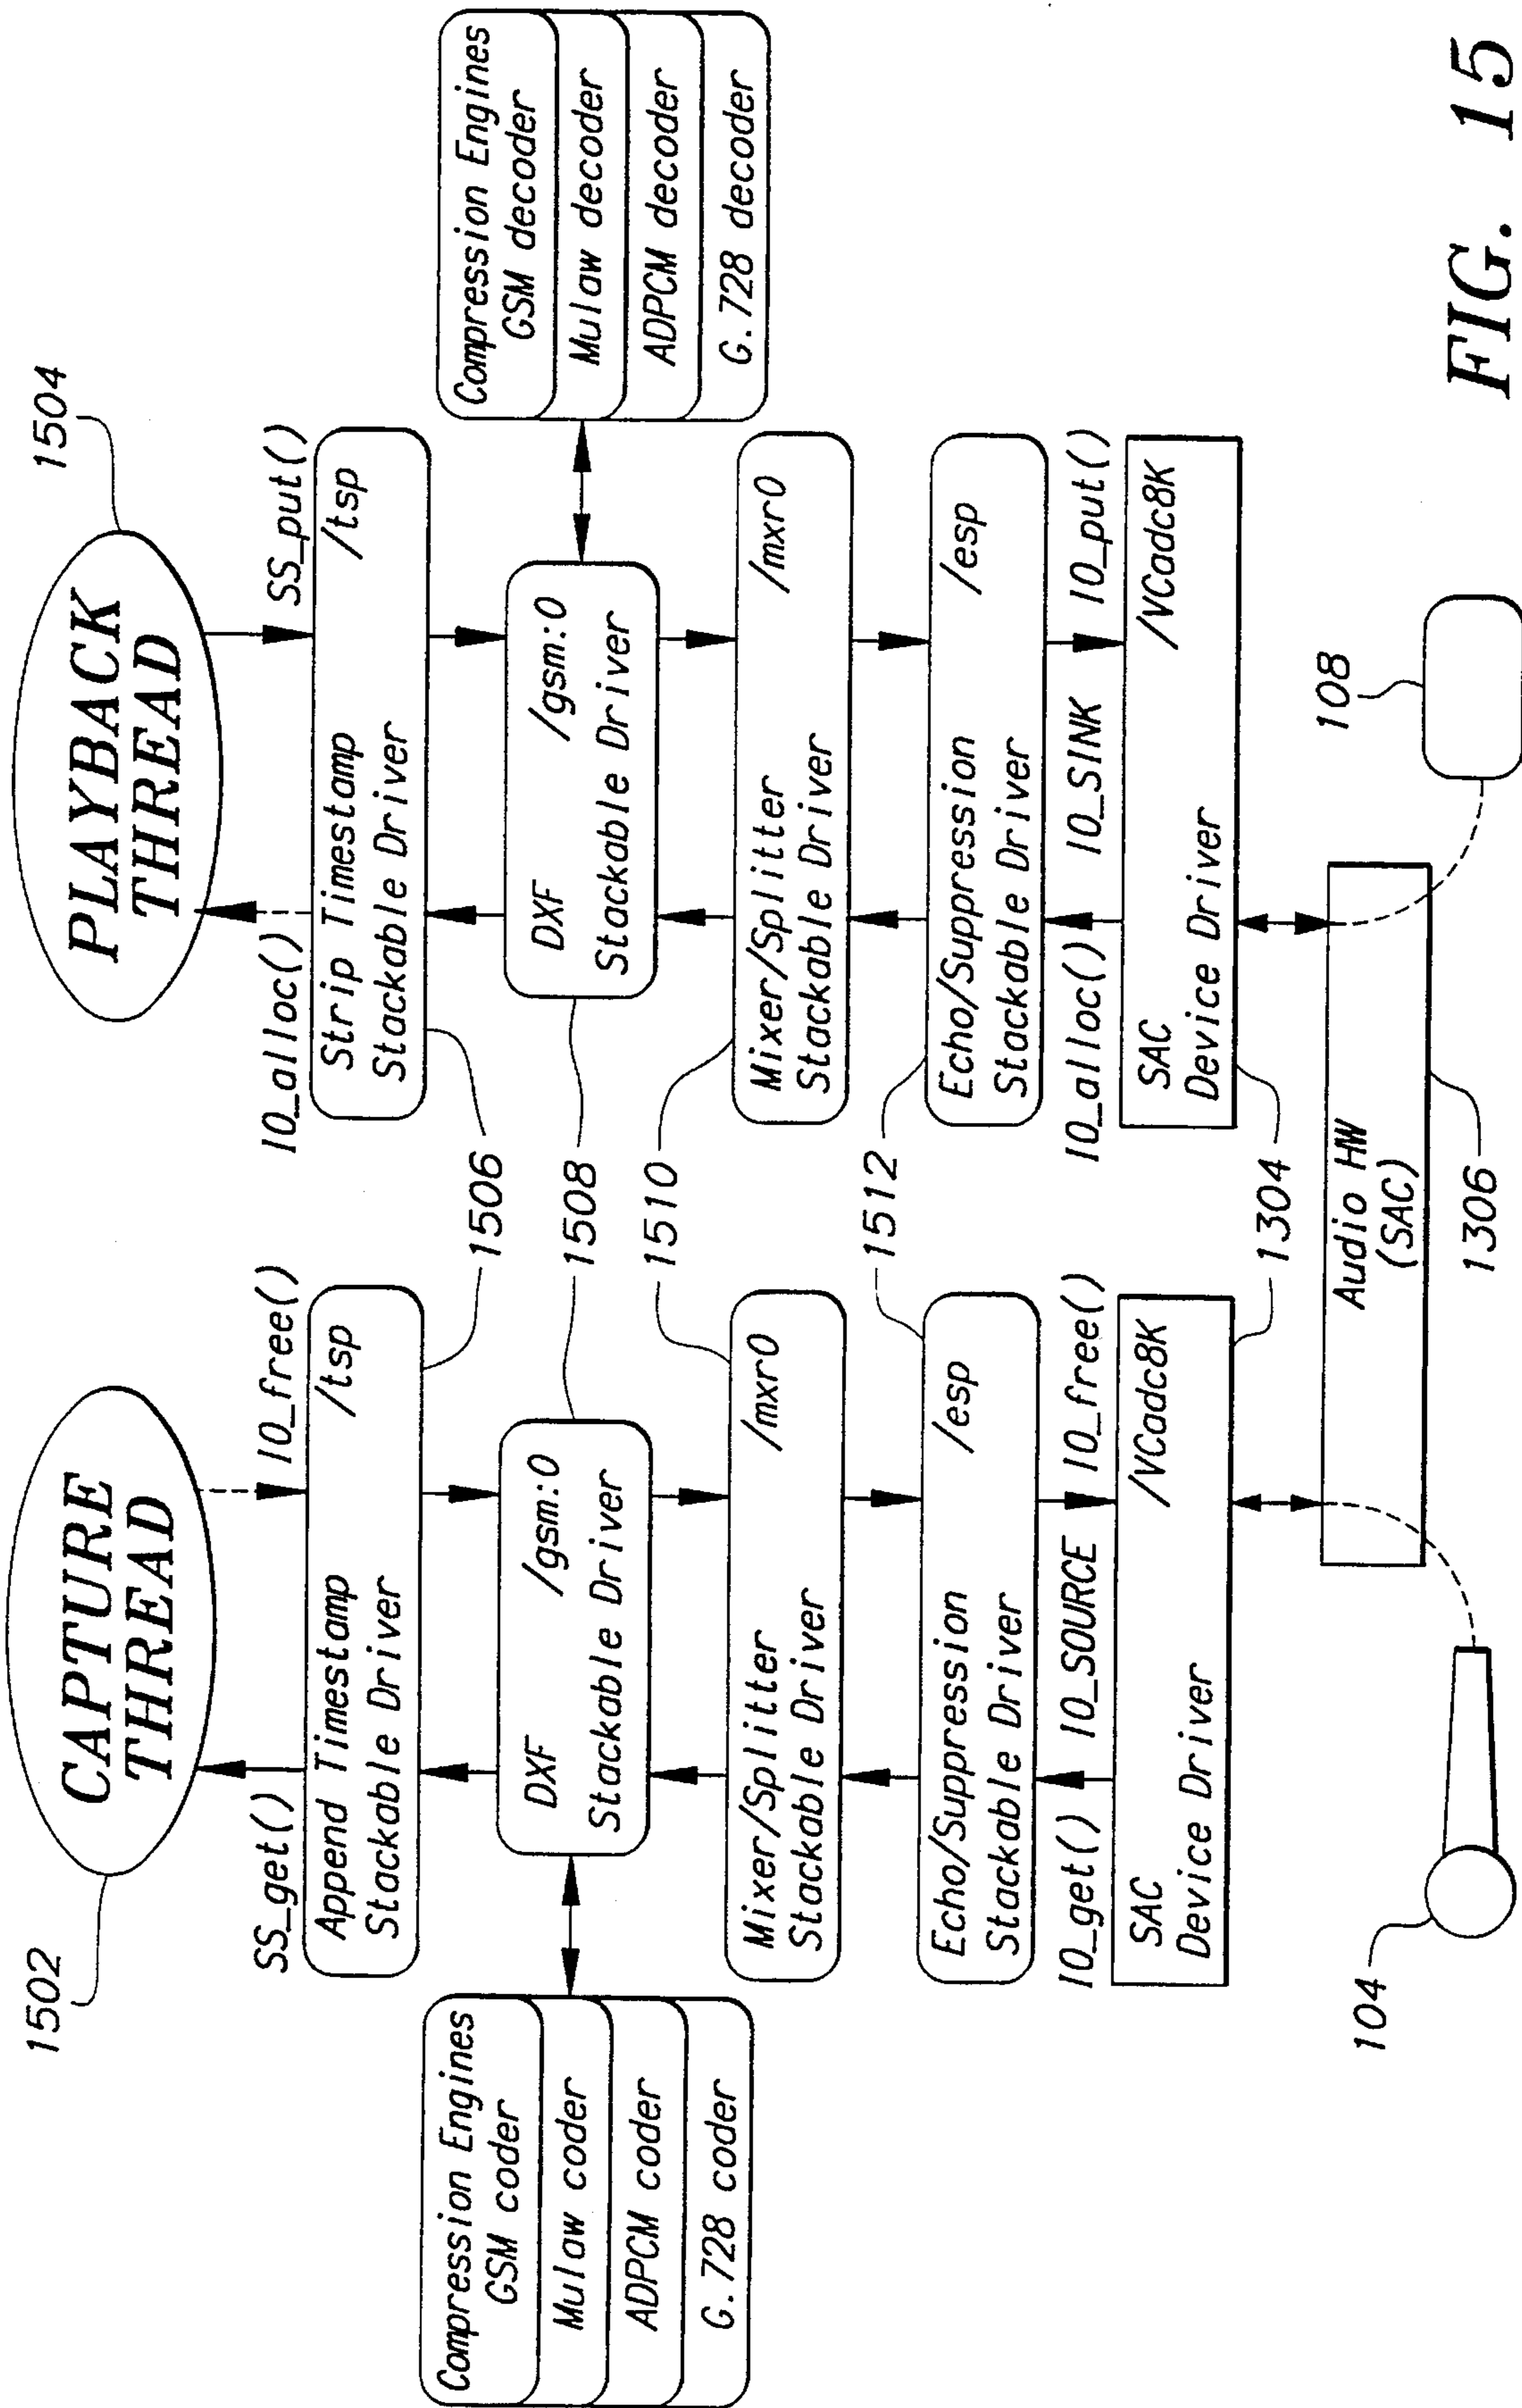 1502
CAPTURE
THREAD
SS_get()
IO_free()
Append Timestamp /tsp
Stackable Driver
Compression Engines
GSM coder
Mulaw coder
ADPCM coder
G.728 coder
DXF /gsm:0
Stackable Driver
Mixer/Splitter /mxr0
Stackable Driver
Echo/Suppression /esp
Stackable Driver
IO_get() IO_SOURCE IO_free()
SAC /VCadc8K
Device Driver
104
1504
PLAYBACK
THREAD
IO_alloc()
SS_put()
Strip Timestamp /tsp
Stackable Driver
1506
Compression Engines
GSM decoder
Mulaw decoder
ADPCM decoder
G.728 decoder
DXF /gsm:0
Stackable Driver
1508
Mixer/Splitter /mxr0
Stackable Driver
1510
Echo/Suppression /esp
Stackable Driver
1512
IO_alloc() IO_SINK IO_put()
SAC /VCadc8K
Device Driver
1304
Audio HW
(SAC)
1306
108
FIG. 15